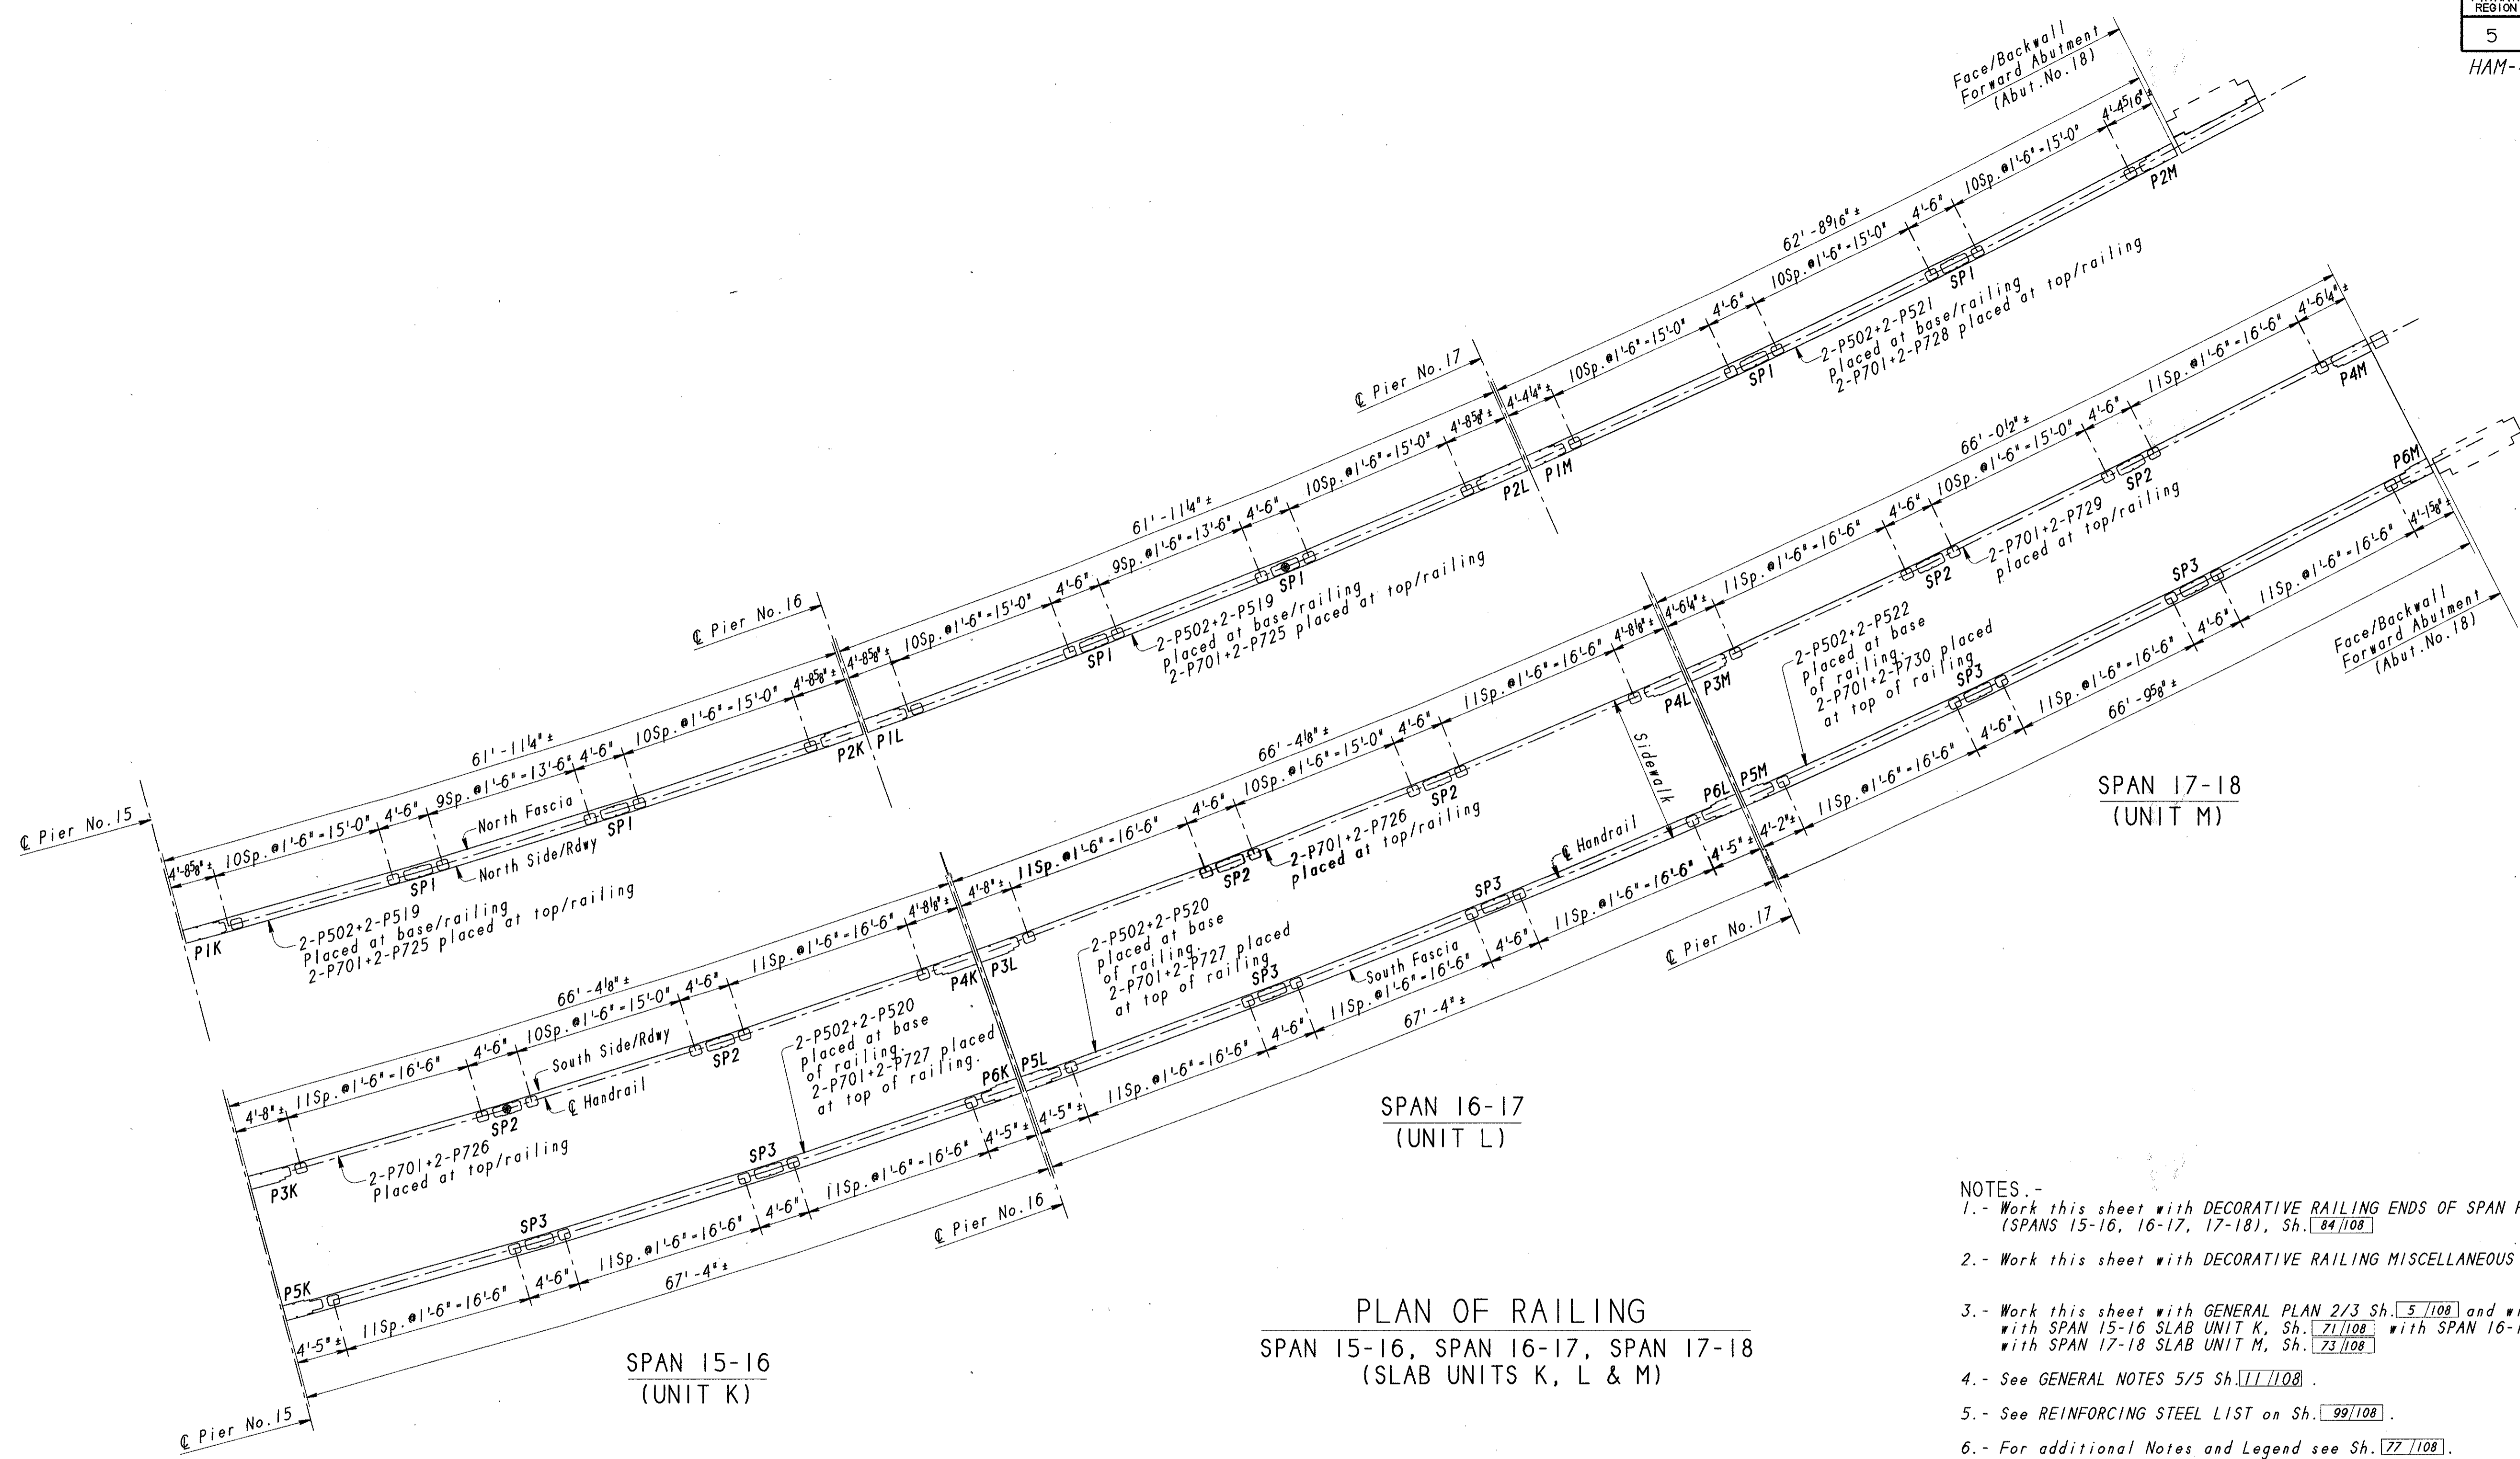 REGION
5
HAM-
Face/Backwall
Forward Abutment
(Abut.No.18)
4'-4 5/16" ±
10Sp.@1'-6"=15'-0"
4'-6"
62'-8 9/16" ±
10Sp.@1'-6"=15'-0"
4'-6"
10Sp.@1'-6"=15'-0"
4'-4 1/4" ±
P2M
SP1
SP1
2-P502+2-P521
placed at base/railing
2-P701+2-P728 placed at top/railing
P1M
℄ Pier No.17
4'-8 5/8" ±
10Sp.@1'-6"=15'-0"
61'-11 1/4" ±
4'-6"
9Sp.@1'-6"=13'-6"
4'-6"
10Sp.@1'-6"=15'-0"
4'-8 5/8" ±
P2L
SP1
SP1
2-P502+2-P519
placed at base/railing
2-P701+2-P725 placed at top/railing
P1L
℄ Pier No.16
4'-8 5/8" ±
10Sp.@1'-6"=15'-0"
61'-11 1/4" ±
4'-6"
9Sp.@1'-6"=13'-6"
4'-6"
10Sp.@1'-6"=15'-0"
4'-8 5/8" ±
P2K
SP1
SP1
North Fascia
North Side/Rdwy
2-P502+2-P519
Placed at base/railing
2-P701+2-P725 placed at top/railing
P1K
℄ Pier No.15
4'-6 1/4" ±
11Sp.@1'-6"=16'-6"
66'-0 1/2" ±
4'-6"
10Sp.@1'-6"=15'-0"
4'-6"
11Sp.@1'-6"=16'-6"
4'-6 1/4" ±
P4M
SP2
SP2
2-P701+2-P729
placed at top/railing
P3M
4'-8 1/8" ±
11Sp.@1'-6"=16'-6"
66'-4 1/8" ±
4'-6"
10Sp.@1'-6"=15'-0"
4'-6"
11Sp.@1'-6"=16'-6"
4'-8" ±
P4L
Sidewalk
SP2
SP2
2-P701+2-P726
placed at top/railing
P3L
4'-8 1/8" ±
11Sp.@1'-6"=16'-6"
66'-4 1/8" ±
4'-6"
10Sp.@1'-6"=15'-0"
4'-6"
11Sp.@1'-6"=16'-6"
4'-8" ±
P4K
SP2
SP2
South Side/Rdwy
℄ Handrail
2-P701+2-P726
Placed at top/railing
P3K
P6M
4'-1 5/8" ±
11Sp.@1'-6"=16'-6"
SP3
4'-6"
11Sp.@1'-6"=16'-6"
66'-9 5/8" ±
SP3
4'-6"
11Sp.@1'-6"=16'-6"
4'-2" ±
2-P502+2-P522
placed at base
of railing.
2-P701+2-P730 placed
at top of railing
P5M
Face/Backwall
Forward Abutment
(Abut.No.18)
SPAN 17-18
(UNIT M)
P6L
4'-5" ±
℄ Handrail
11Sp.@1'-6"=16'-6"
SP3
4'-6"
South Fascia
11Sp.@1'-6"=16'-6"
67'-4" ±
SP3
4'-6"
11Sp.@1'-6"=16'-6"
4'-5" ±
2-P502+2-P520
placed at base
of railing.
2-P701+2-P727 placed
at top of railing
P5L
℄ Pier No.17
SPAN 16-17
(UNIT L)
P6K
4'-5" ±
11Sp.@1'-6"=16'-6"
SP3
4'-6"
11Sp.@1'-6"=16'-6"
67'-4" ±
SP3
4'-6"
11Sp.@1'-6"=16'-6"
4'-5" ±
2-P502+2-P520
placed at base
of railing.
2-P701+2-P727 placed
at top of railing.
P5K
℄ Pier No.16
℄ Pier No.15
SPAN 15-16
(UNIT K)
PLAN OF RAILING
SPAN 15-16, SPAN 16-17, SPAN 17-18
(SLAB UNITS K, L & M)
NOTES.-
1.- Work this sheet with DECORATIVE RAILING ENDS OF SPAN
(SPANS 15-16, 16-17, 17-18), Sh. 84/108
2.- Work this sheet with DECORATIVE RAILING MISCELLANEOUS
3.- Work this sheet with GENERAL PLAN 2/3 Sh. 5/108 and
with SPAN 15-16 SLAB UNIT K, Sh. 71/108 with SPAN 16-
with SPAN 17-18 SLAB UNIT M, Sh. 73/108
4.- See GENERAL NOTES 5/5 Sh. 11/108 .
5.- See REINFORCING STEEL LIST on Sh. 99/108 .
6.- For additional Notes and Legend see Sh. 77/108 .